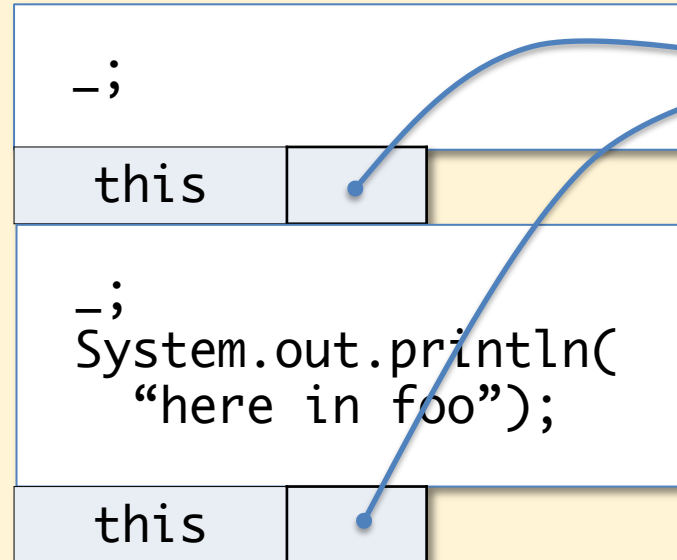 _;
this
_;
System.out.println(
“here in foo”);
this